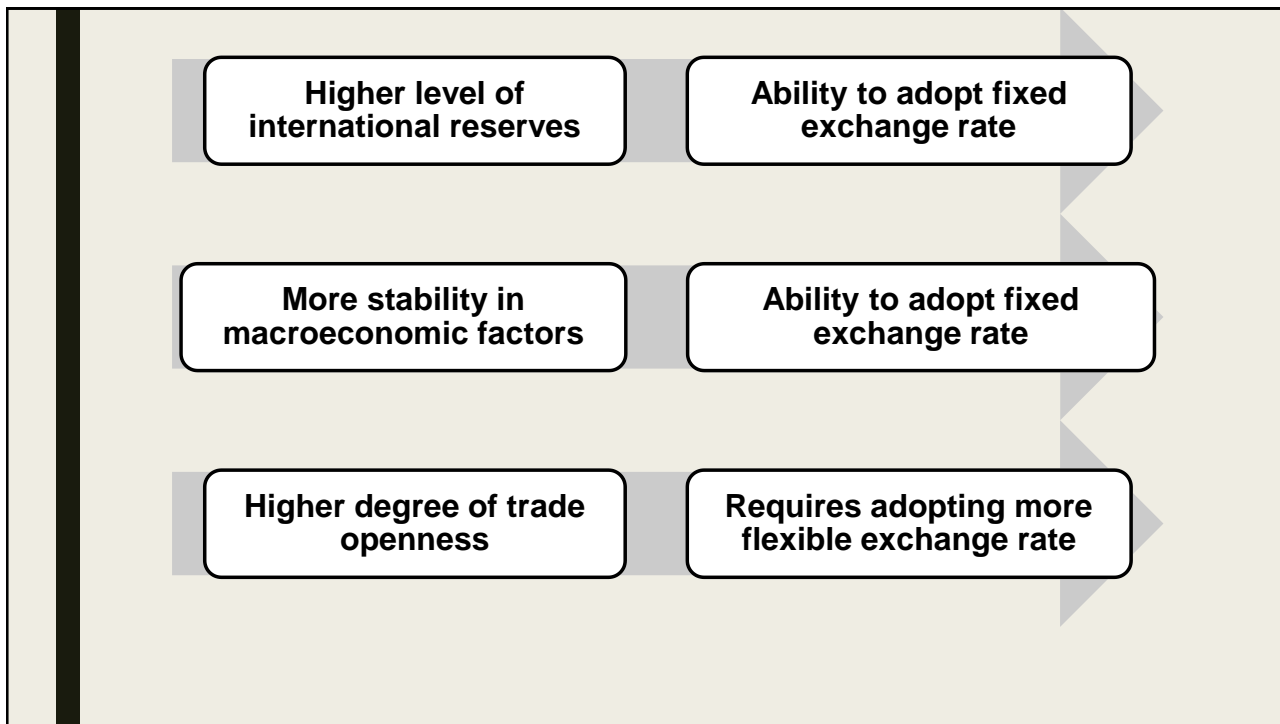 Higher level of
international reserves
Ability to adopt fixed
exchange rate
More stability in
macroeconomic factors
Ability to adopt fixed
exchange rate
Higher degree of trade
openness
Requires adopting more
flexible exchange rate